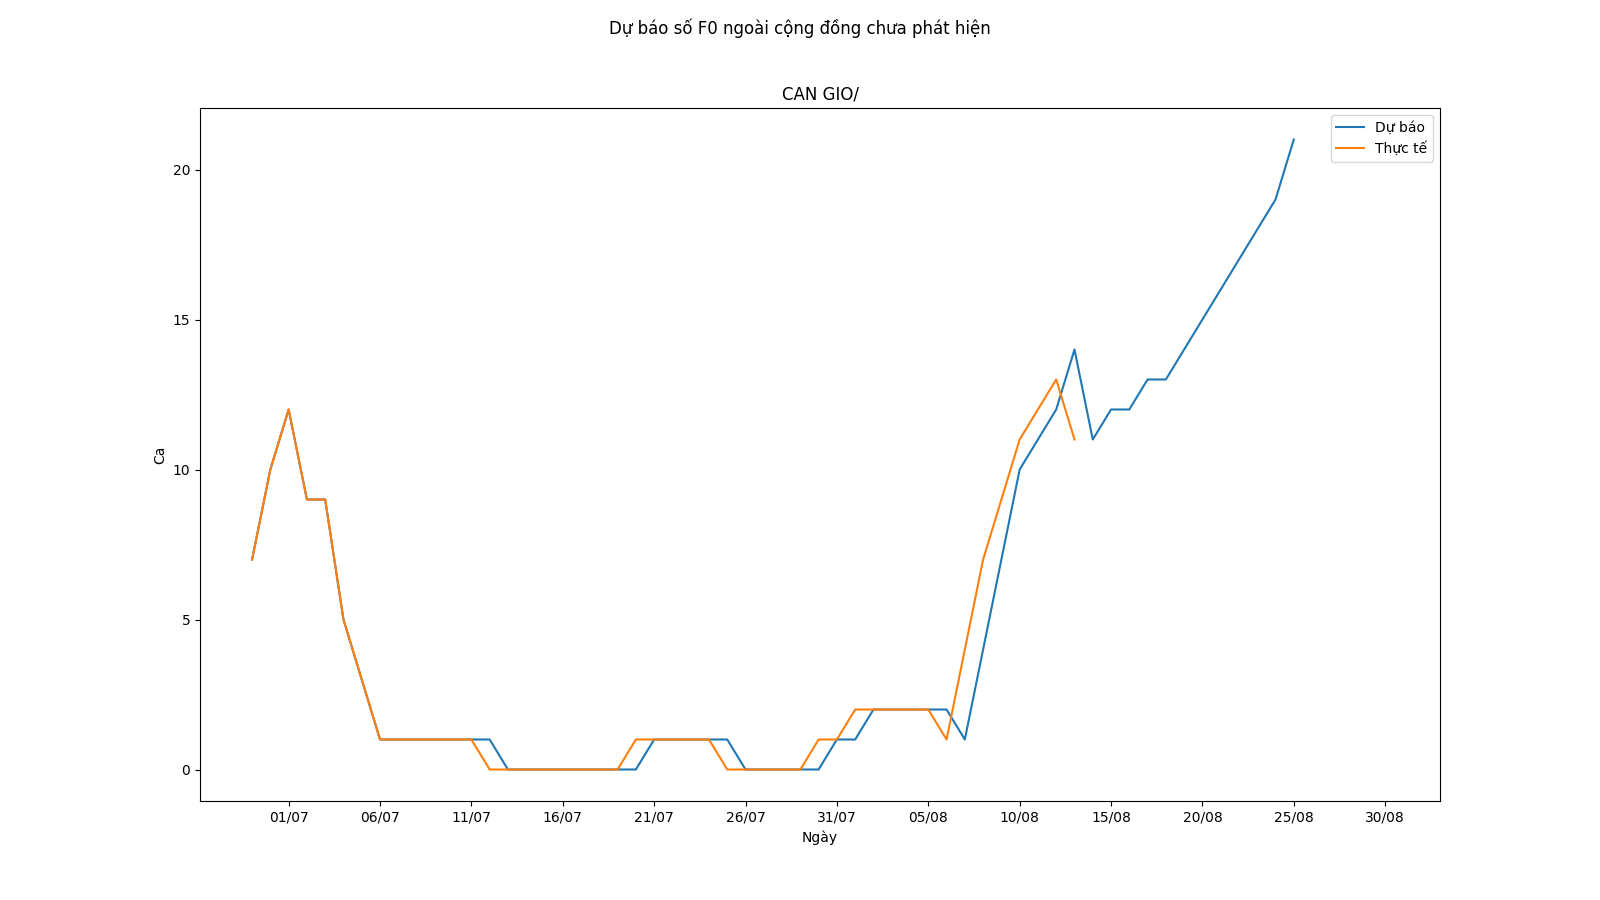 Dự báo số F0 ngoài cộng đồng chưa phát hiện
CAN GIO/
Dự báo
Thực tế
20
15
10
5
0
Ca
01/07 06/07 11/07 16/07 21/07 26/07 31/07 05/08 10/08 15/08 20/08 25/08 30/08
Ngày